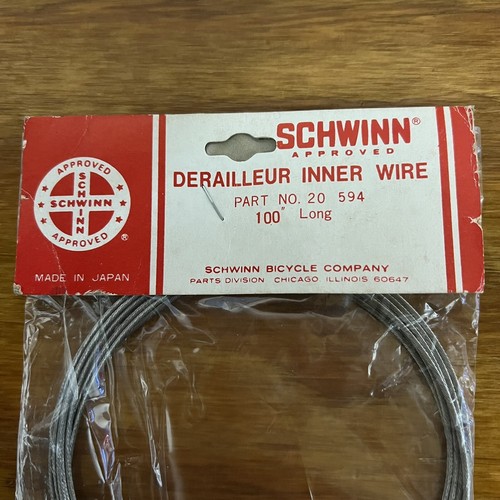 APPROVED
SCHWINN
SCHWINN
APPROVED
®
MADE IN JAPAN
SCHWINN®
APPROVED
DERAILLEUR INNER WIRE
PART NO. 20 594
100" Long
SCHWINN BICYCLE COMPANY
PARTS DIVISION CHICAGO ILLINOIS 60647